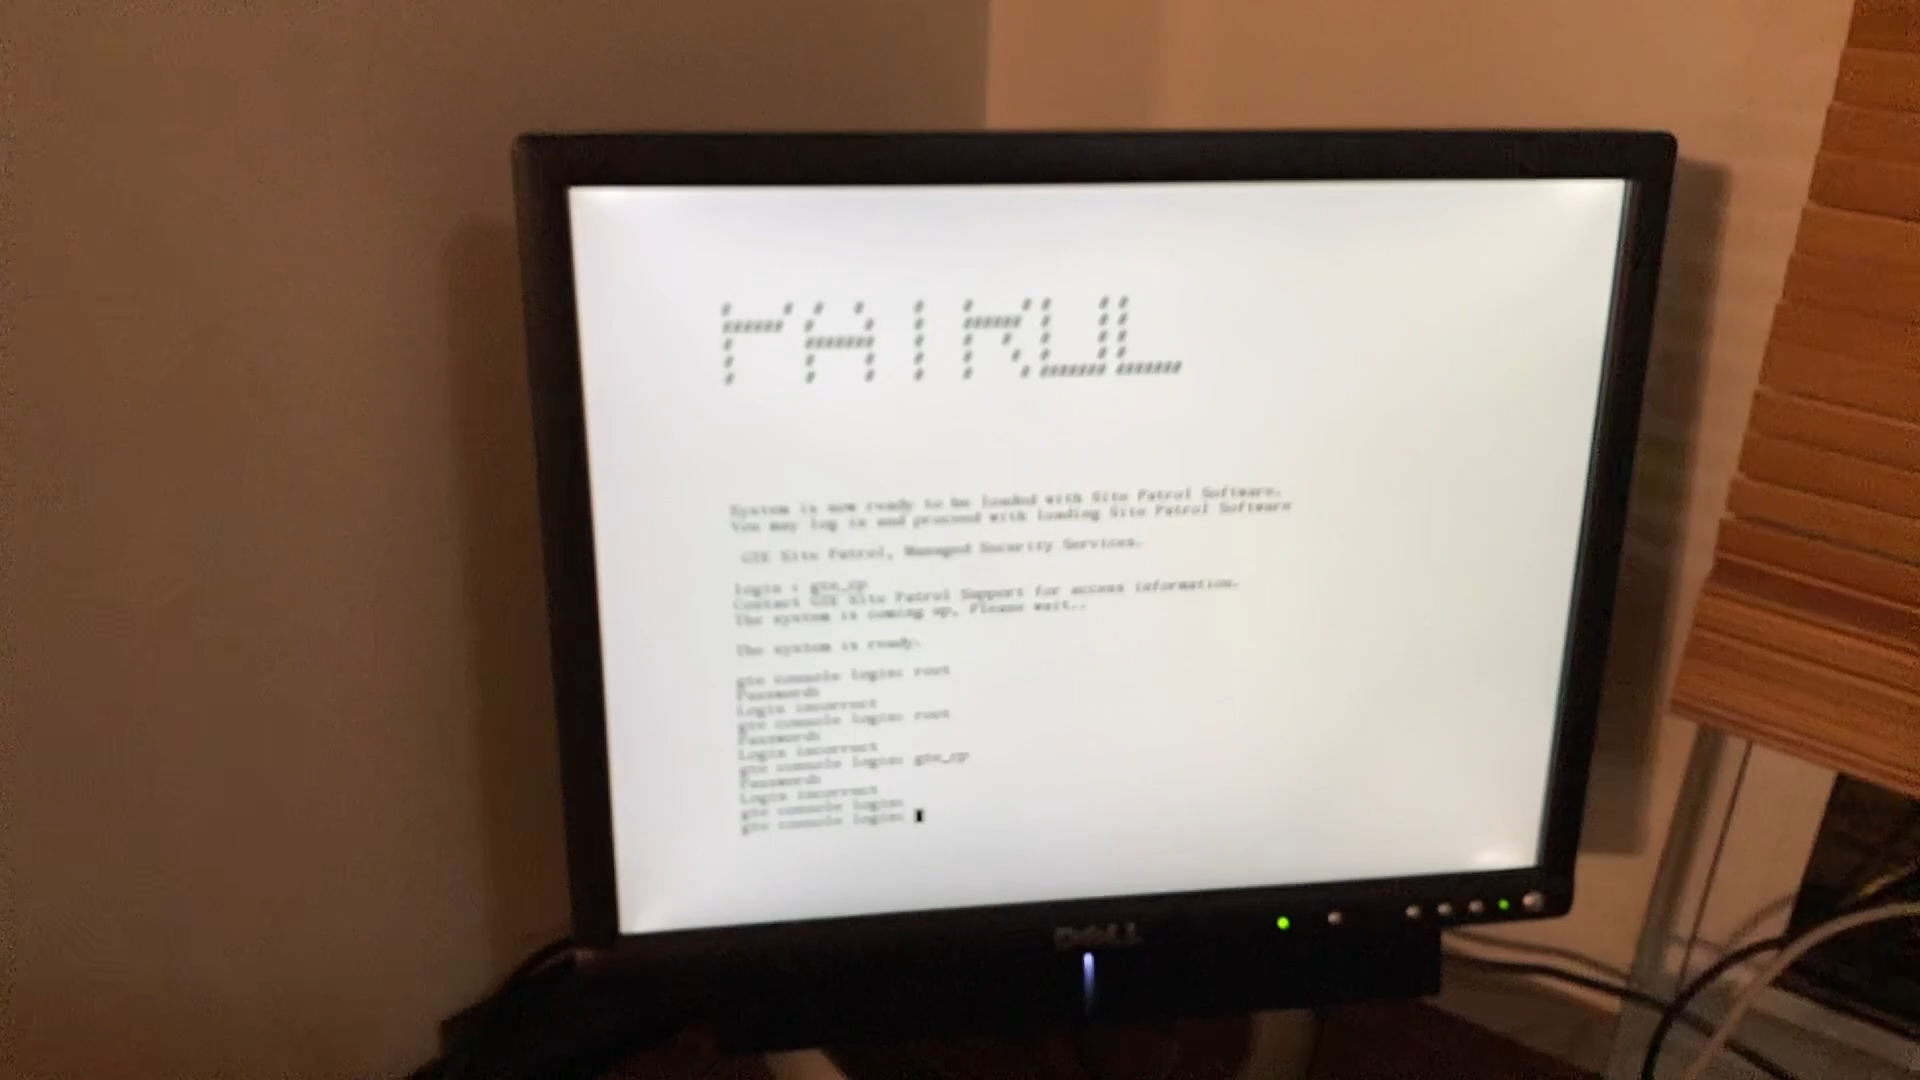 PATROL
System is now ready to be loaded with Site Patrol Software.
You may log in and proceed with loading Site Patrol Software
GTE Site Patrol, Managed Security Services.
login : gte_cp
Contact GTE Site Patrol Support for access information.
The system is coming up, Please wait..
The system is ready.
gte console login: root
Password:
Login incorrect
gte console login: root
Password:
Login incorrect
gte console login: gte_cp
Password:
Login incorrect
gte console login:
gte console login:
DELL